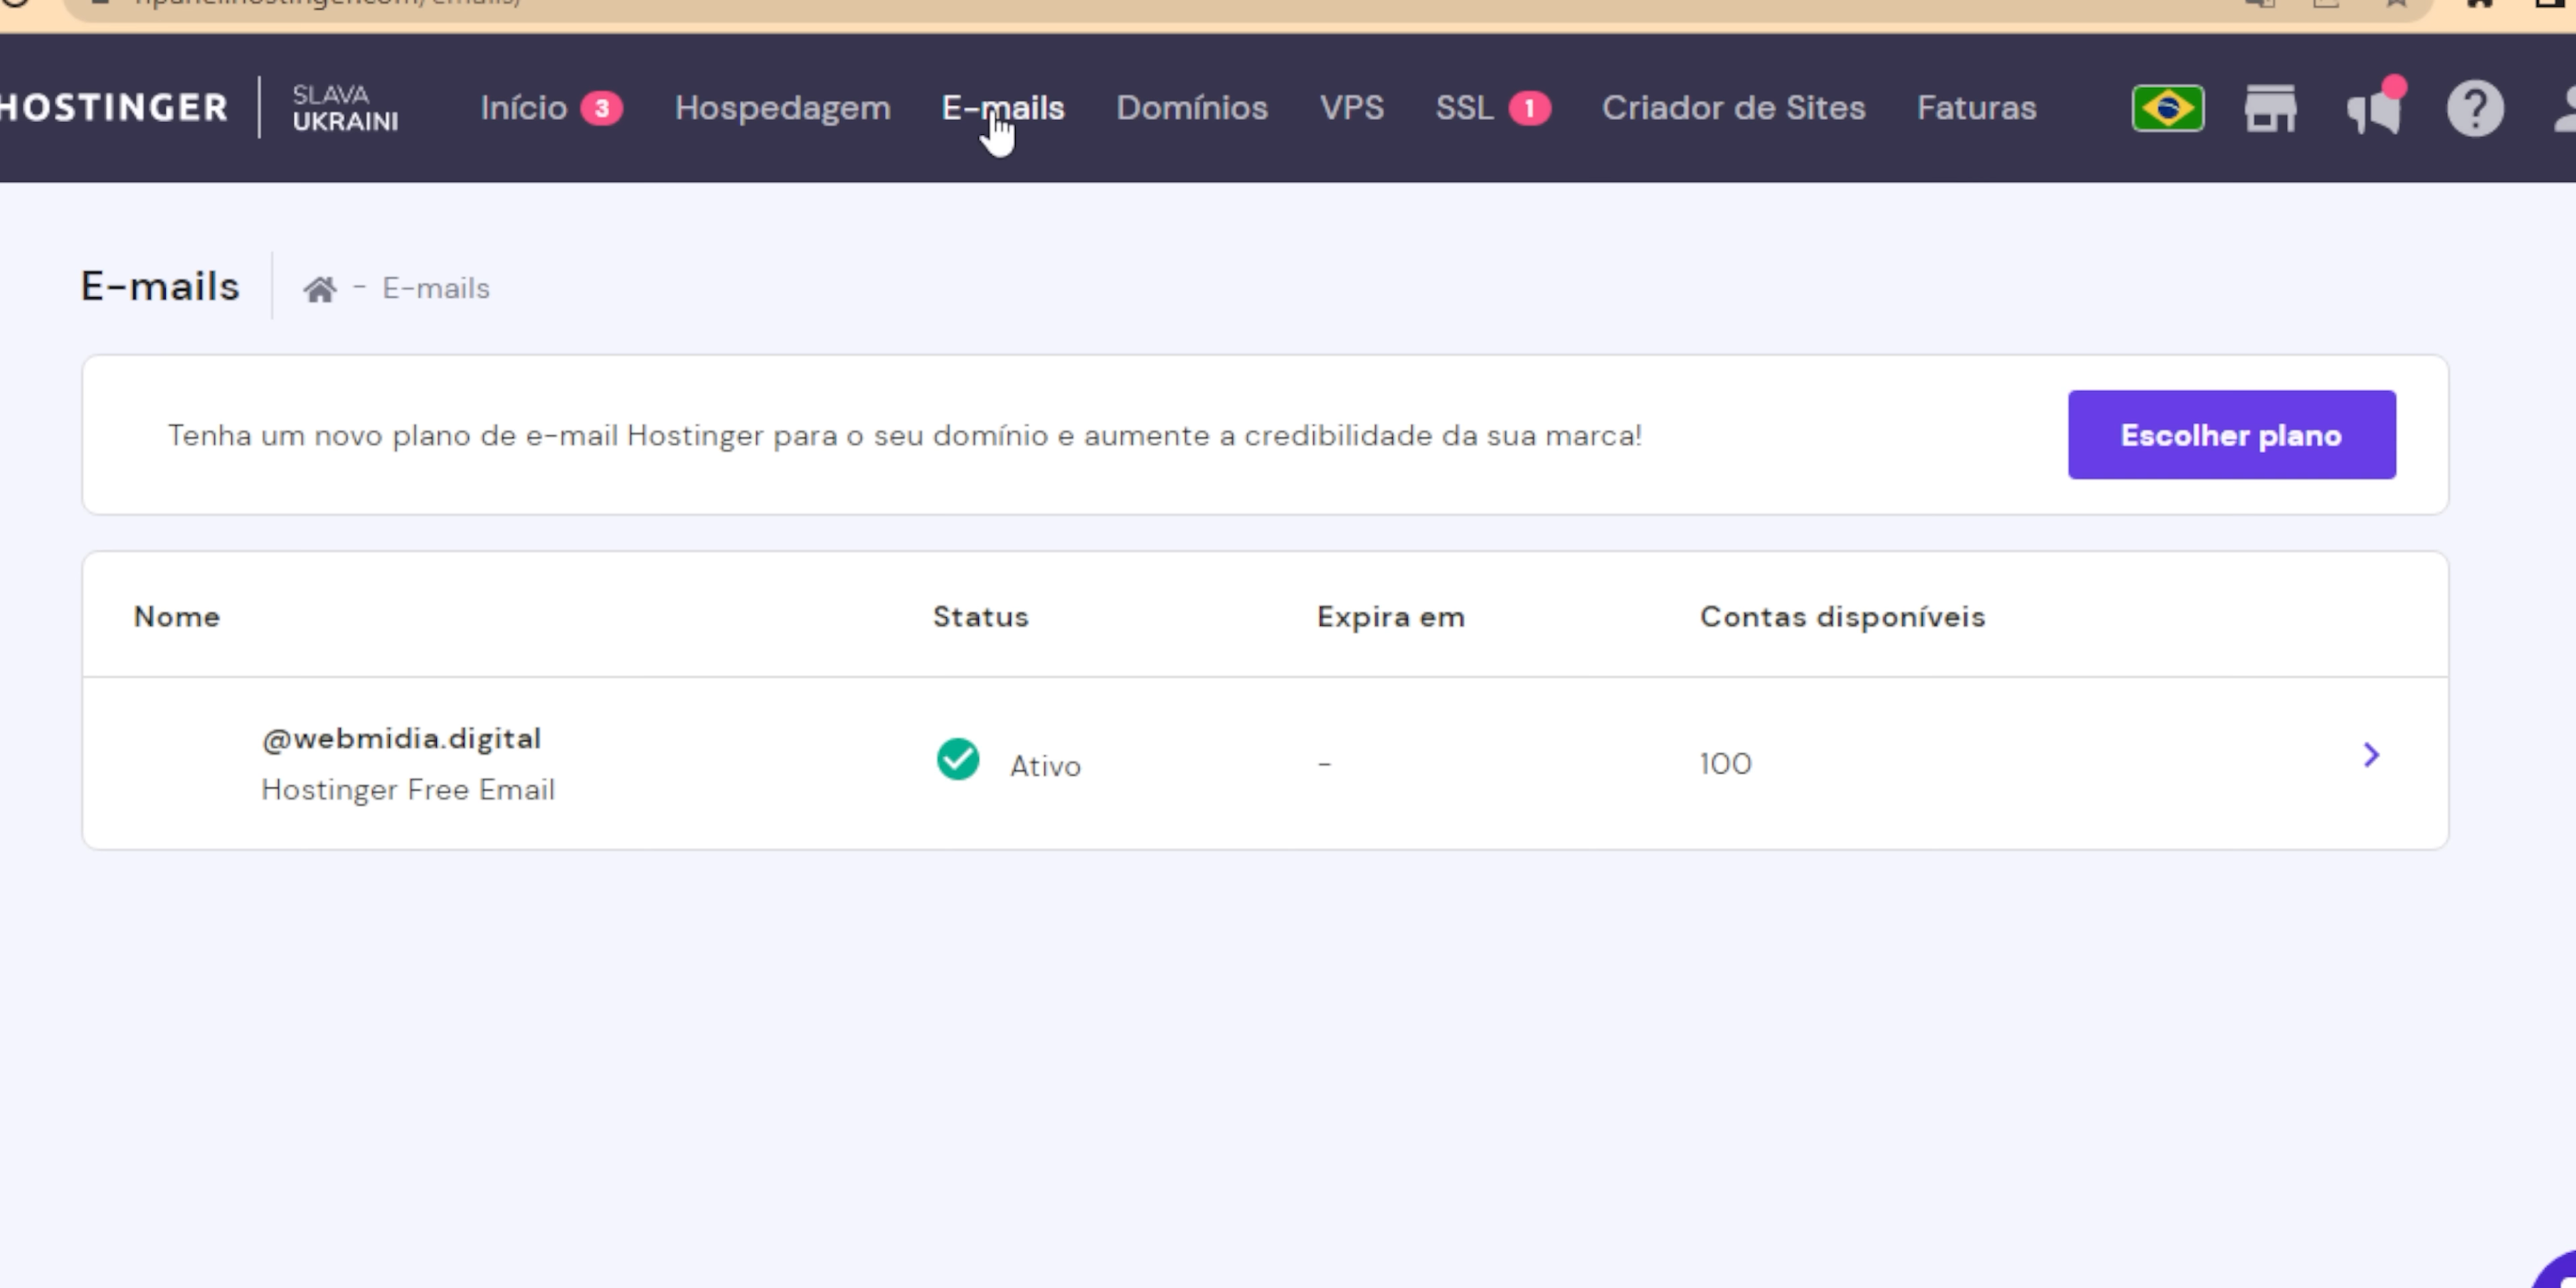 HOSTINGER
SLAVA
UKRAINI
Início 3 Hospedagem E-mails Domínios VPS SSL 1 Criador de Sites Faturas
E-mails - E-mails
Tenha um novo plano de e-mail Hostinger para o seu domínio e aumente a credibilidade da sua marca! Escolher plano
Nome Status Expira em Contas disponíveis
@webmidia.digital
Hostinger Free Email
Ativo - 100